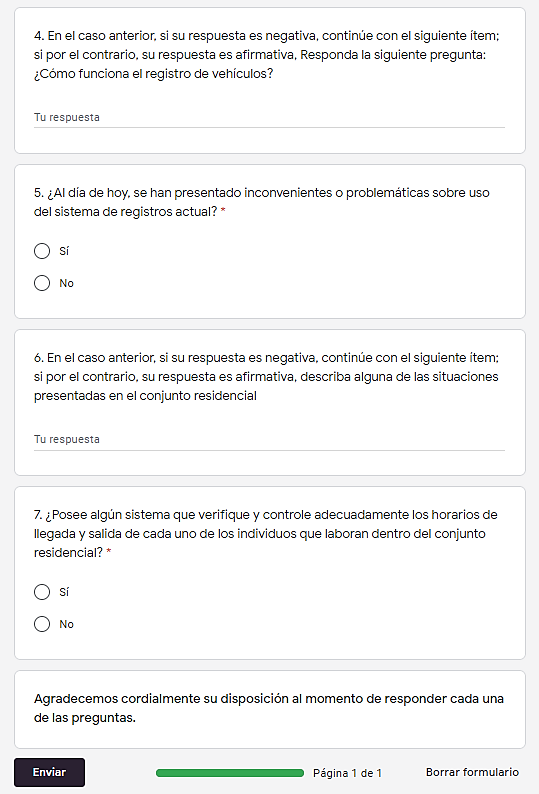 4. En el caso anterior, si su respuesta es negativa, continúe con el siguiente ítem;
si por el contrario, su respuesta es afirmativa, Responda la siguiente pregunta:
¿Cómo funciona el registro de vehículos?
Tu respuesta
5. ¿Al día de hoy, se han presentado inconvenientes o problemáticas sobre uso
del sistema de registros actual? *
Sí
No
6. En el caso anterior, si su respuesta es negativa, continúe con el siguiente ítem;
si por el contrario, su respuesta es afirmativa, describa alguna de las situaciones
presentadas en el conjunto residencial
Tu respuesta
7. ¿Posee algún sistema que verifique y controle adecuadamente los horarios de
llegada y salida de cada uno de los individuos que laboran dentro del conjunto
residencial? *
Sí
No
Agradecemos cordialmente su disposición al momento de responder cada una
de las preguntas.
Enviar
Página 1 de 1
Borrar formulario